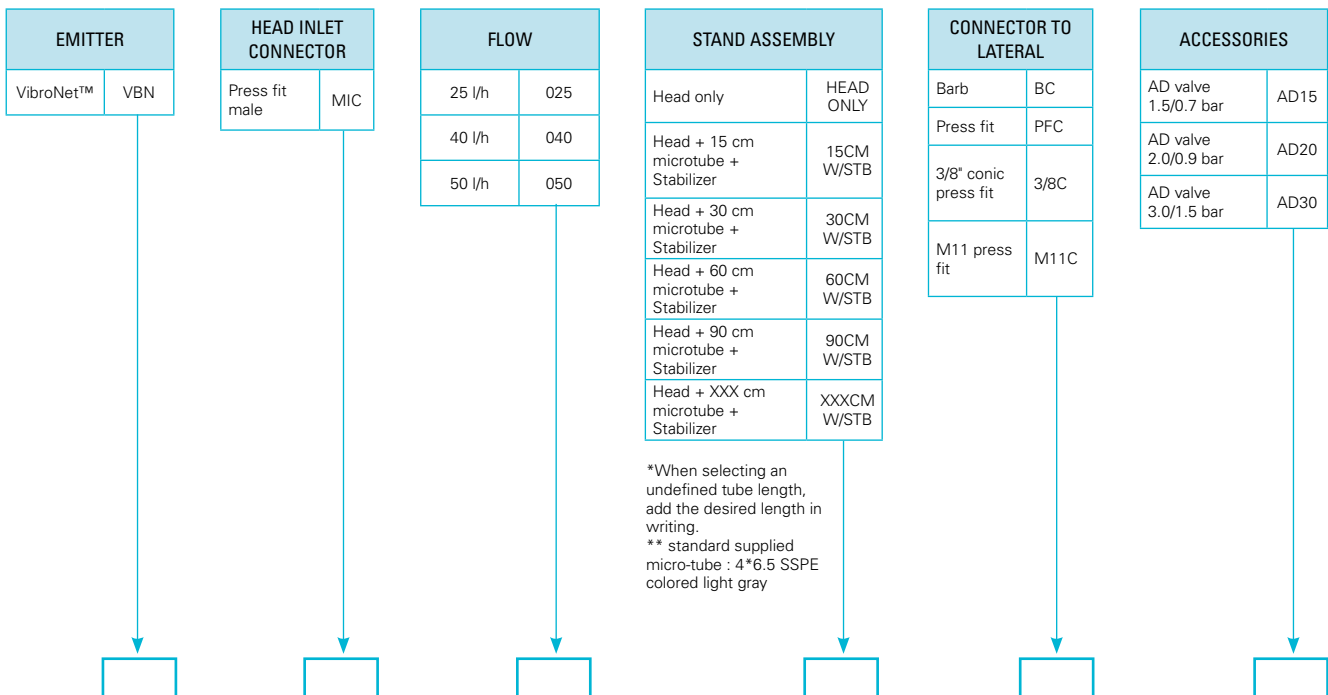 EMITTER
VibroNet™ VBN
HEAD INLET
CONNECTOR
Press fit
male
MIC
FLOW
25 l/h 025
40 l/h 040
50 l/h 050
STAND ASSEMBLY
Head only
HEAD
ONLY
Head + 15 cm
microtube +
Stabilizer
15CM
W/STB
Head + 30 cm
microtube +
Stabilizer
30CM
W/STB
Head + 60 cm
microtube +
Stabilizer
60CM
W/STB
Head + 90 cm
microtube +
Stabilizer
90CM
W/STB
Head + XXX cm
microtube +
Stabilizer
XXXCM
W/STB
*When selecting an
undefined tube length,
add the desired length in
writing.
** standard supplied
micro-tube : 4*6.5 SSPE
colored light gray
CONNECTOR TO
LATERAL
Barb BC
Press fit PFC
3/8" conic
press fit
3/8C
M11 press
fit
M11C
ACCESSORIES
AD valve
1.5/0.7 bar
AD15
AD valve
2.0/0.9 bar
AD20
AD valve
3.0/1.5 bar
AD30